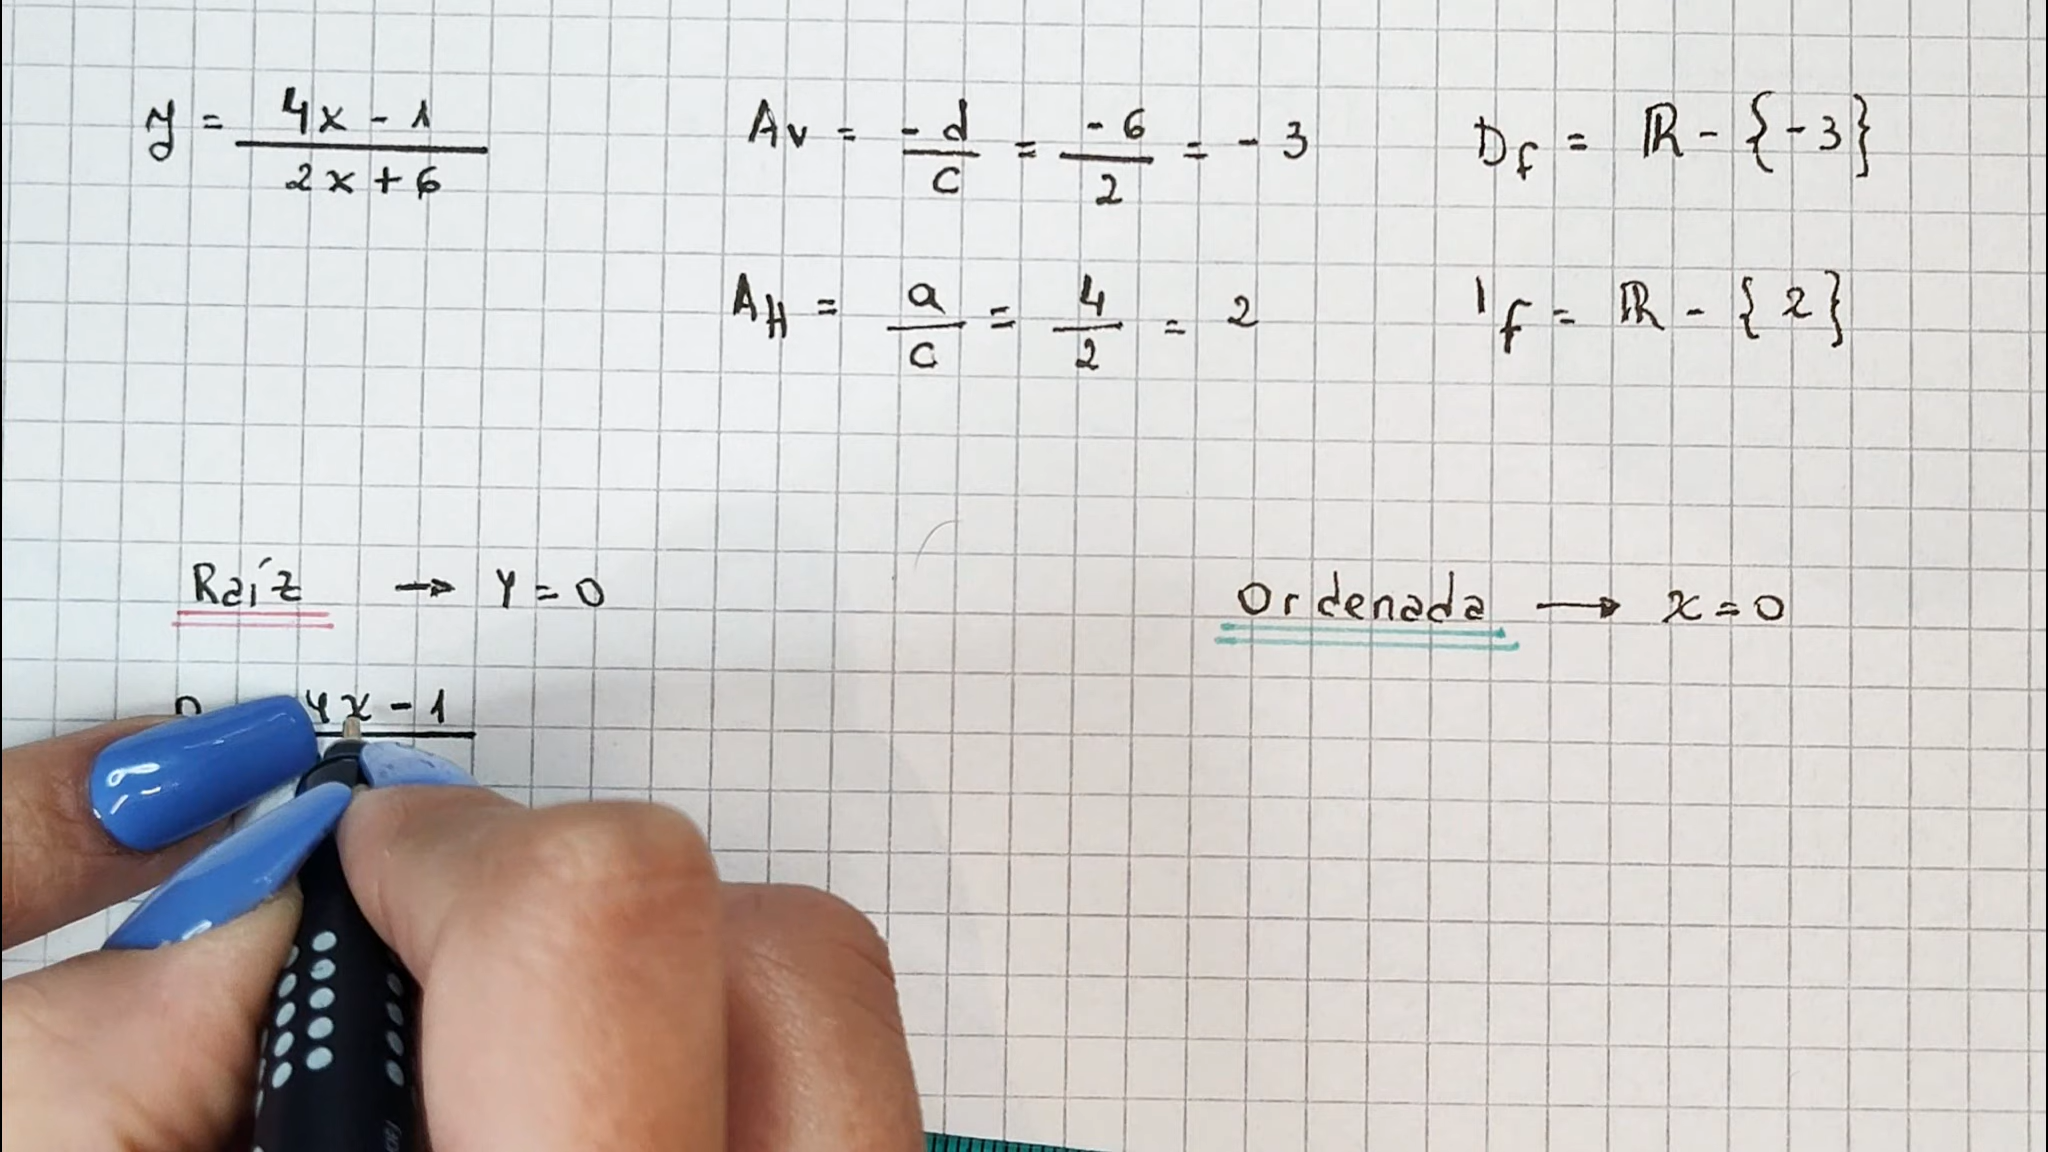 y = 4x - 1 / 2x + 6
Av = -d / c = -6 / 2 = -3
Df = ℝ - {-3}
AH = a / c = 4 / 2 = 2
If = ℝ - {2}
Raíz → y = 0
Ordenada → x = 0
4x - 1